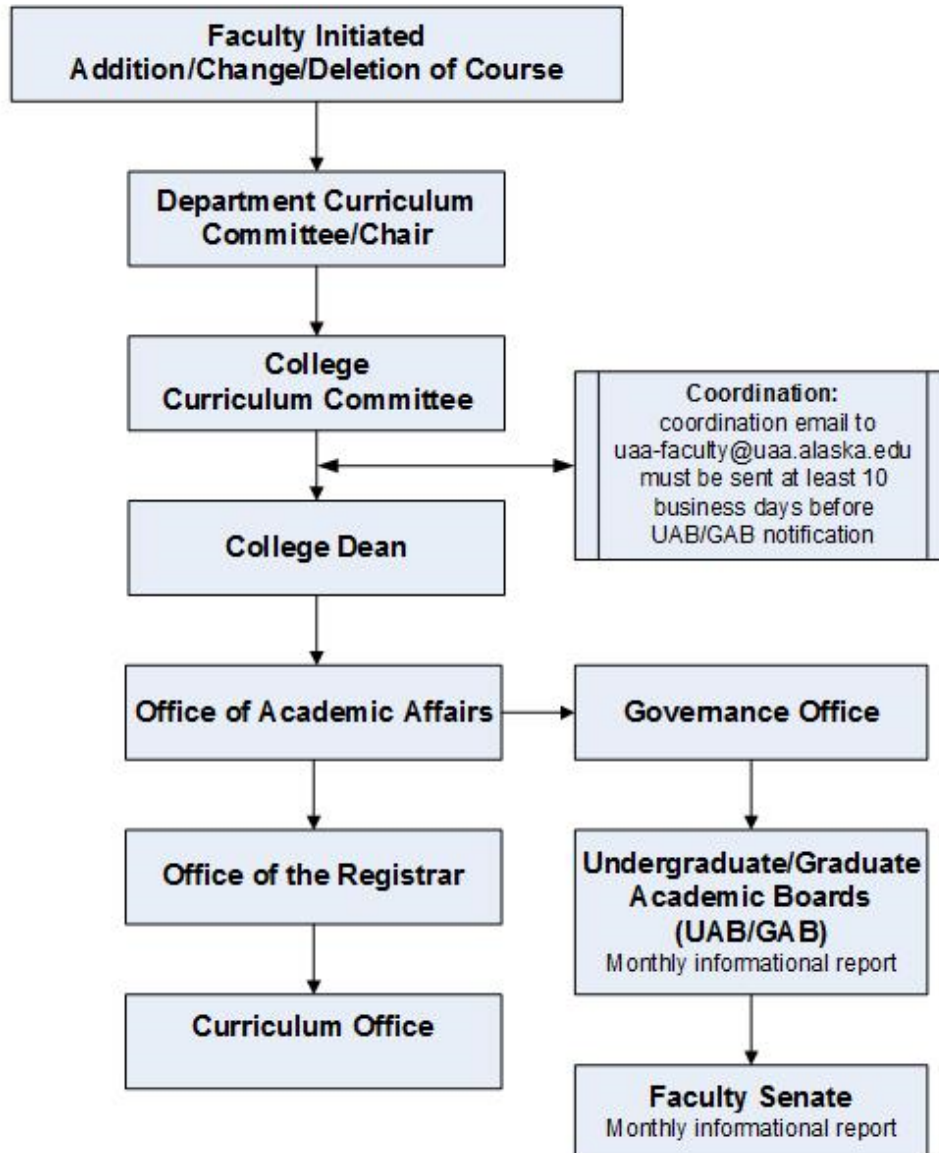 Faculty Initiated
Addition/Change/Deletion of Course
Department Curriculum
Committee/Chair
College
Curriculum Committee
Coordination:
coordination email to
uaa-faculty@uaa.alaska.edu
must be sent at least 10
business days before
UAB/GAB notification
College Dean
Office of Academic Affairs
Governance Office
Office of the Registrar
Undergraduate/Graduate
Academic Boards
(UAB/GAB)
Monthly informational report
Curriculum Office
Faculty Senate
Monthly informational report